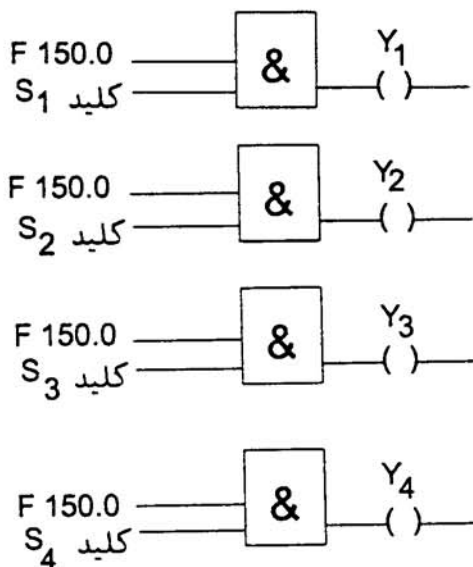 Y1
F 150.0
&
S1 کلید
Y2
F 150.0
&
S2 کلید
Y3
F 150.0
&
S3 کلید
Y4
F 150.0
&
S4 کلید